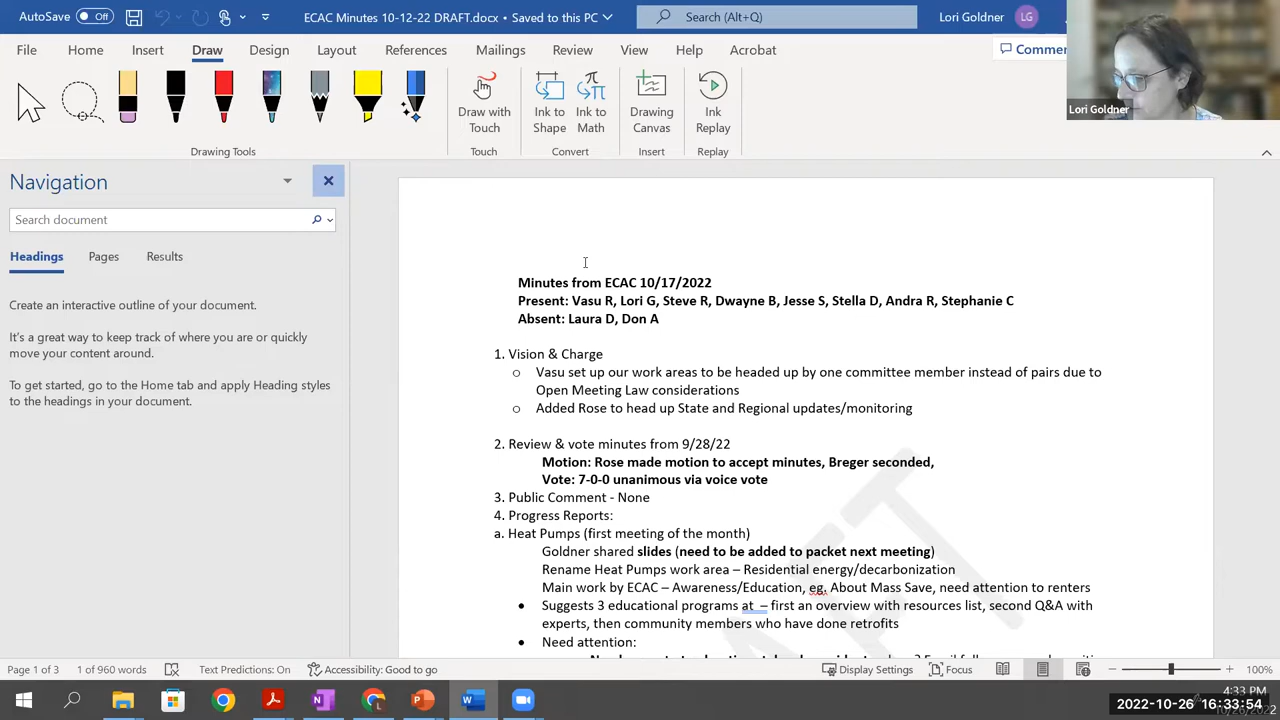 AutoSave Off ECAC Minutes 10-12-22 DRAFT.docx • Saved to this PC Search (Alt+Q) Lori Goldner LG
File Home Insert Draw Design Layout References Mailings Review View Help Acrobat
Lori Goldner
Draw with Touch
Ink to Shape
Ink to Math
Drawing Canvas
Ink Replay
Drawing Tools Touch Convert Insert Replay
Navigation
Search document
Headings Pages Results
Create an interactive outline of your document.
It's a great way to keep track of where you are or quickly
move your content around.
To get started, go to the Home tab and apply Heading styles
to the headings in your document.
Minutes from ECAC 10/17/2022
Present: Vasu R, Lori G, Steve R, Dwayne B, Jesse S, Stella D, Andra R, Stephanie C
Absent: Laura D, Don A
1. Vision & Charge
o Vasu set up our work areas to be headed up by one committee member instead of pairs due to
Open Meeting Law considerations
o Added Rose to head up State and Regional updates/monitoring
2. Review & vote minutes from 9/28/22
Motion: Rose made motion to accept minutes, Breger seconded,
Vote: 7-0-0 unanimous via voice vote
3. Public Comment - None
4. Progress Reports:
a. Heat Pumps (first meeting of the month)
Goldner shared slides (need to be added to packet next meeting)
Rename Heat Pumps work area – Residential energy/decarbonization
Main work by ECAC – Awareness/Education, eg. About Mass Save, need attention to renters
• Suggests 3 educational programs at – first an overview with resources list, second Q&A with
experts, then community members who have done retrofits
• Need attention:
Page 1 of 3 1 of 960 words Text Predictions: On Accessibility: Good to go Display Settings Focus 100%
4:33 PM
2022-10-26 16:33:54